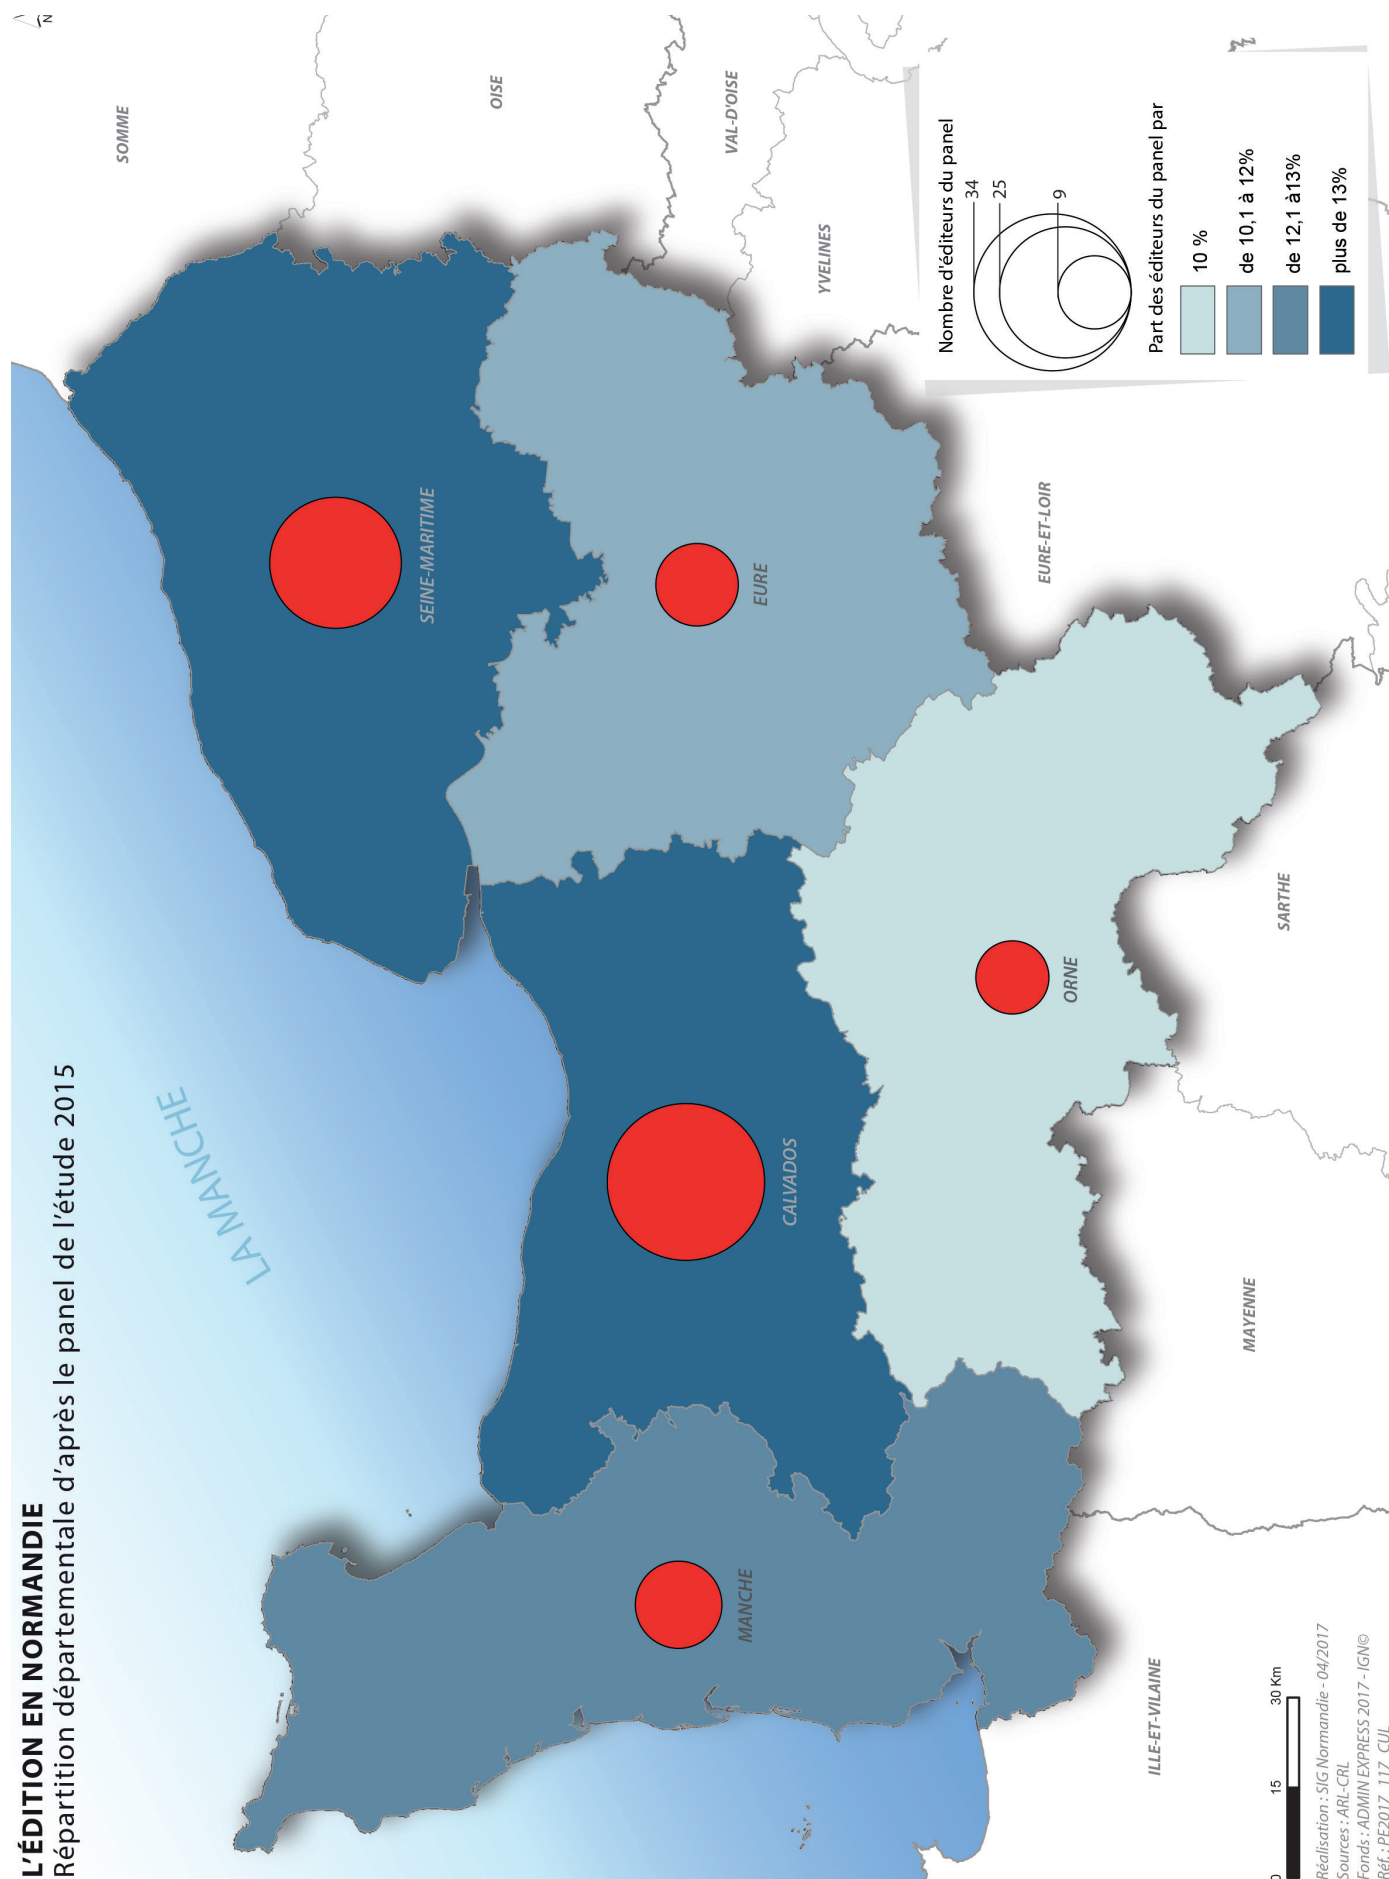 L'ÉDITION EN NORMANDIE
Répartition départementale d'après le panel de l'étude 2015
N
LA MANCHE
SOMME
OISE
VAL-D'OISE
YVELINES
EURE-ET-LOIR
SARTHE
MAYENNE
ILLE-ET-VILAINE
SEINE-MARITIME
EURE
CALVADOS
ORNE
MANCHE
Nombre d'éditeurs du panel
34
25
9
Part des éditeurs du panel par
10 %
de 10,1 à 12%
de 12,1 à13%
plus de 13%
0 15 30 Km
Réalisation : SIG Normandie - 04/2017
Sources : ARL-CRL
Fonds : ADMIN EXPRESS 2017 - IGN©
Réf. : PE2017_117_CUL